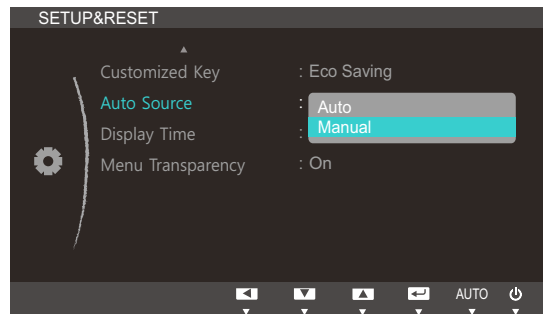 SETUP&RESET
Customized Key : Eco Saving
Auto Source : Auto
Manual
Display Time :
Menu Transparency : On
AUTO